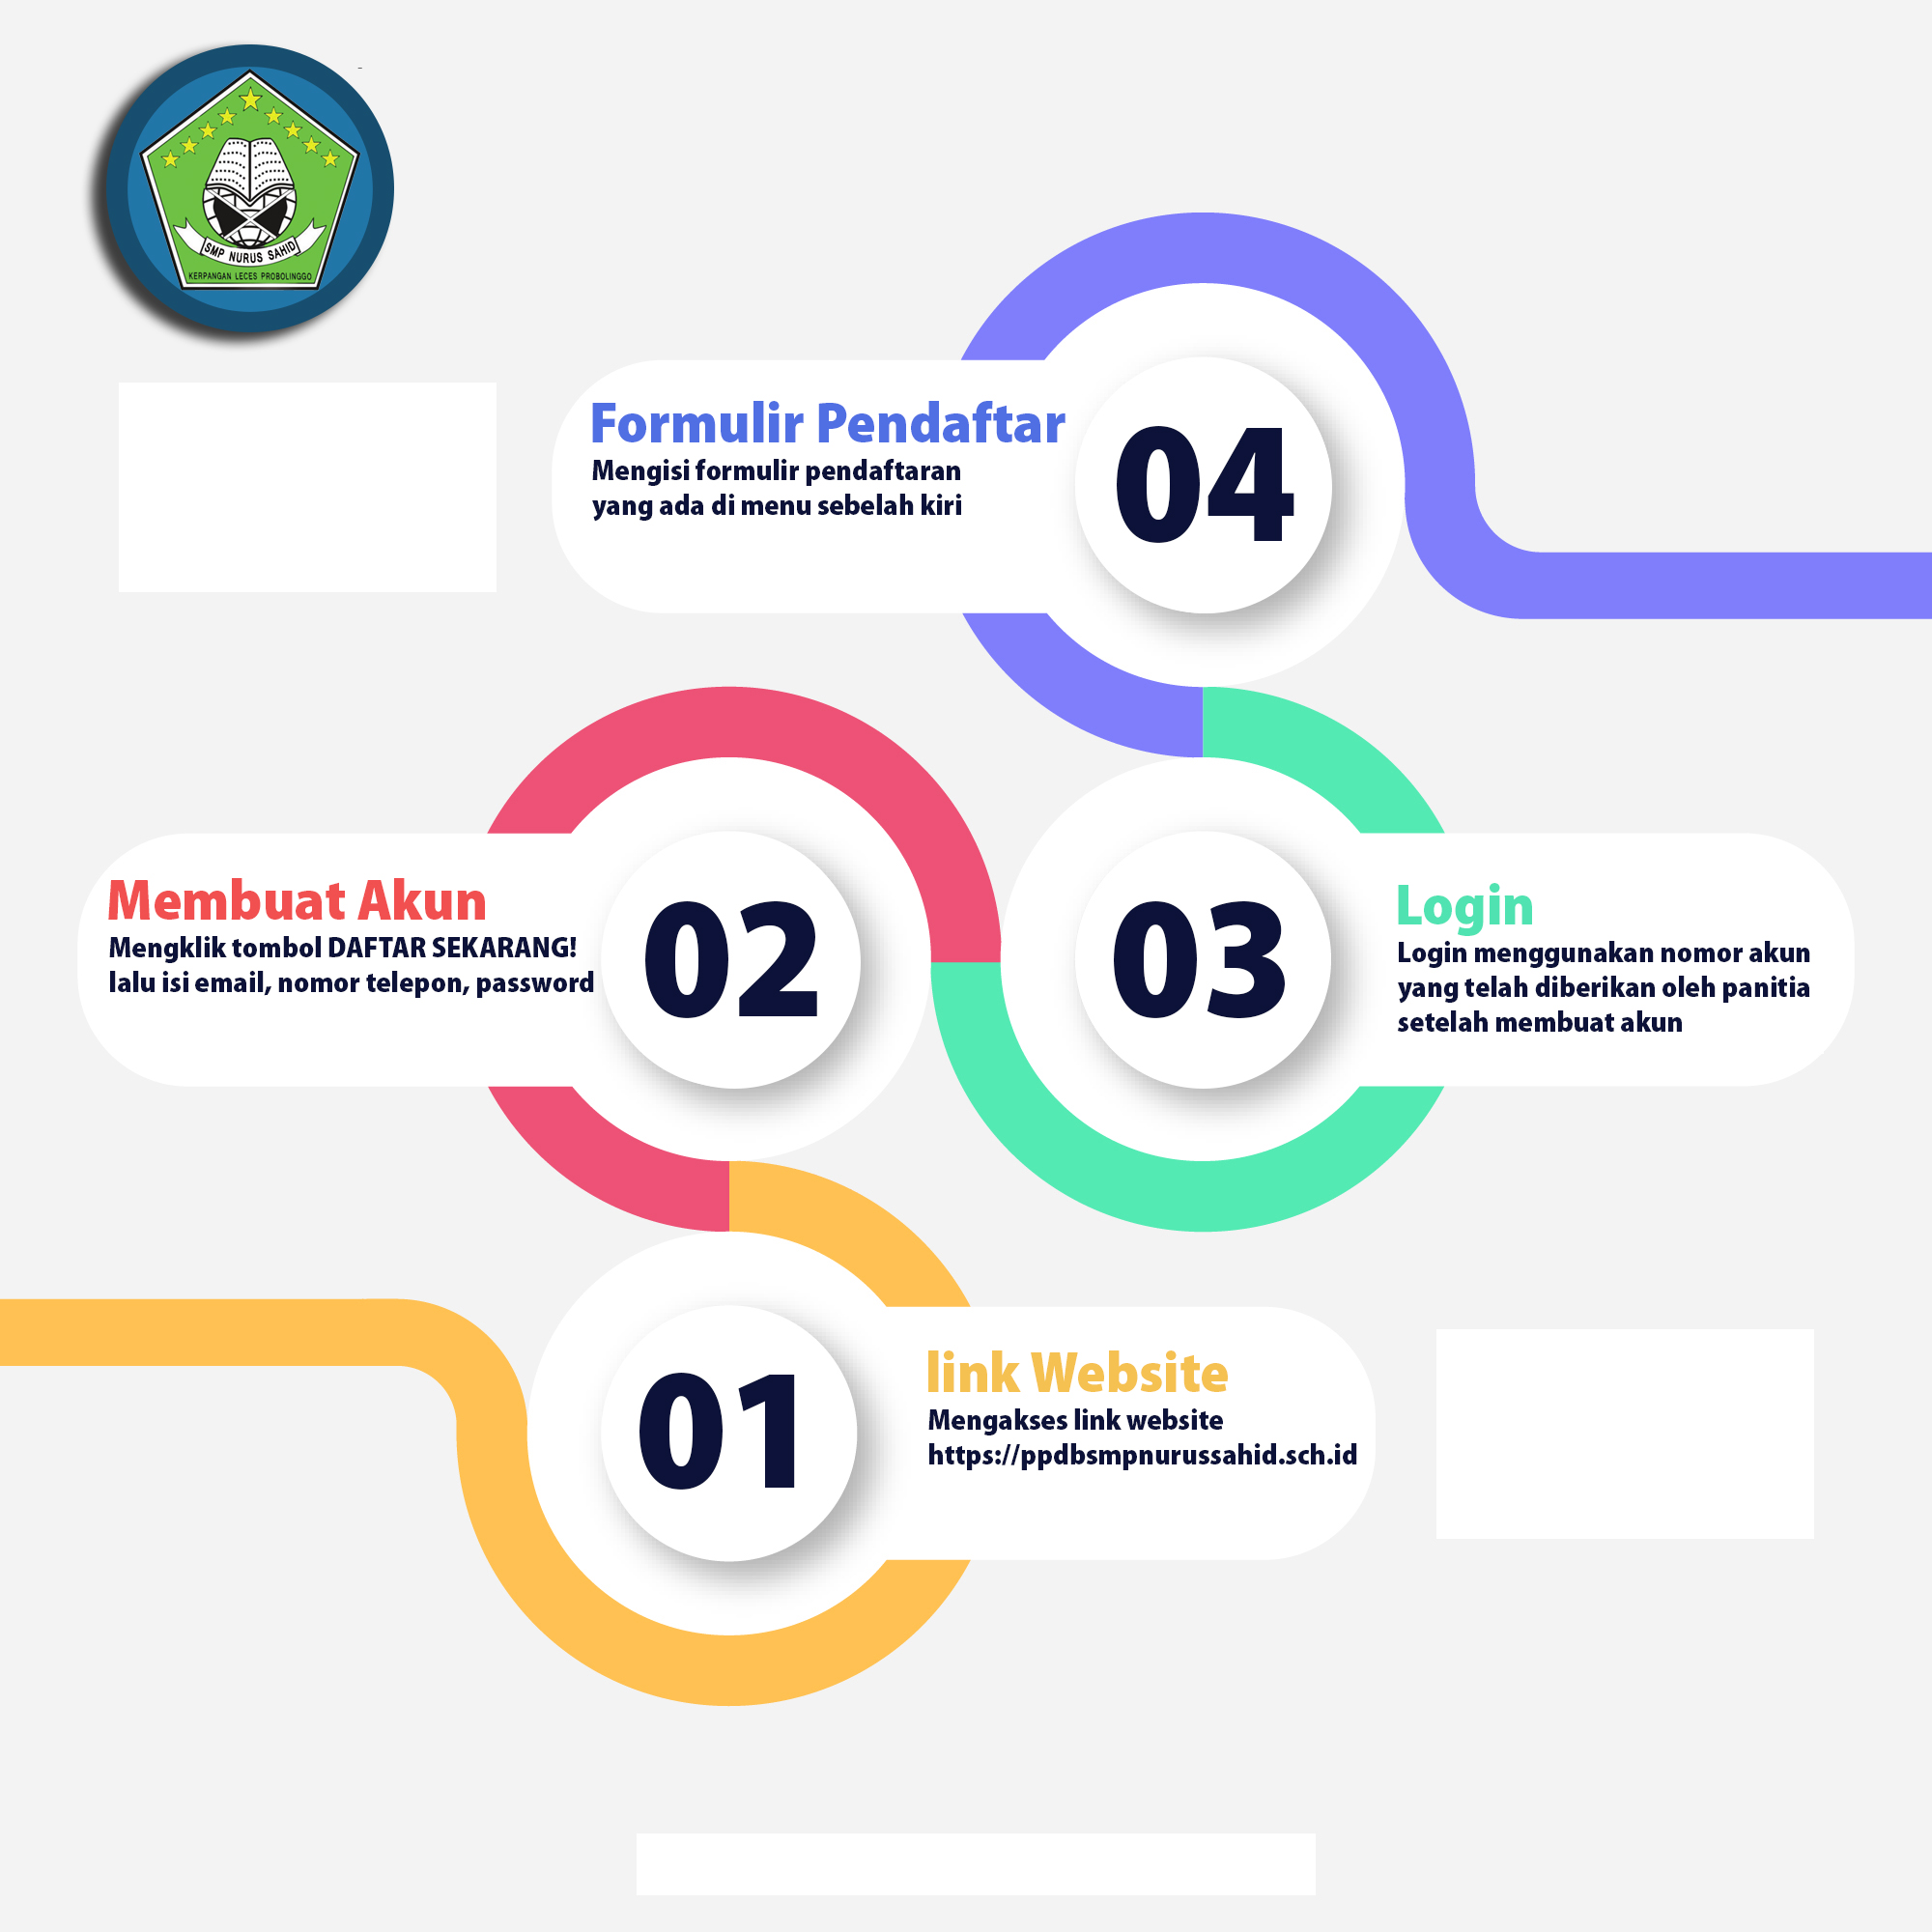 SMP NURUS SAHID
KERPANGAN LECES PROBOLINGGO
Formulir Pendaftar
Mengisi formulir pendaftaran
yang ada di menu sebelah kiri
04
Membuat Akun
Mengklik tombol DAFTAR SEKARANG!
lalu isi email, nomor telepon, password
02
03
Login
Login menggunakan nomor akun
yang telah diberikan oleh panitia
setelah membuat akun
01
link Website
Mengakses link website
https://ppdbsmpnurussahid.sch.id